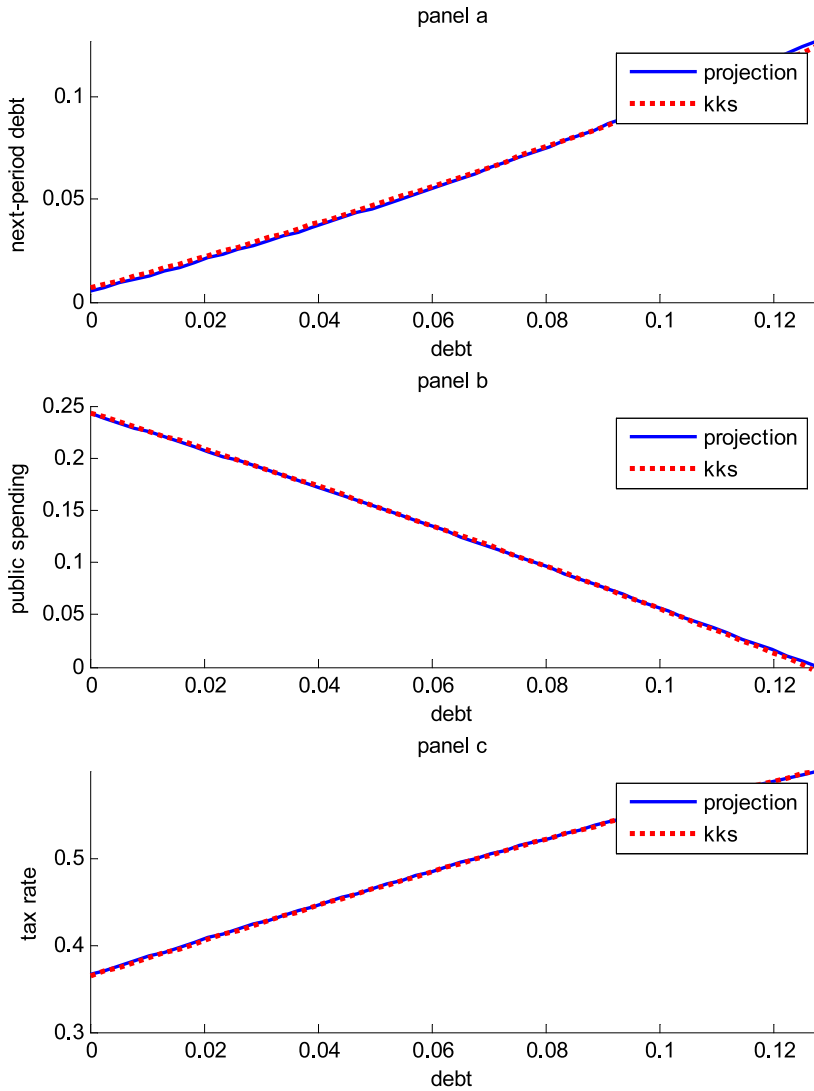 panel a
next-period debt
0.1
0.05
0
projection
kks
0 0.02 0.04 0.06 0.08 0.1 0.12
debt
panel b
public spending
0.25
0.2
0.15
0.1
0.05
0
projection
kks
0 0.02 0.04 0.06 0.08 0.1 0.12
debt
panel c
tax rate
0.5
0.4
0.3
projection
kks
0 0.02 0.04 0.06 0.08 0.1 0.12
debt